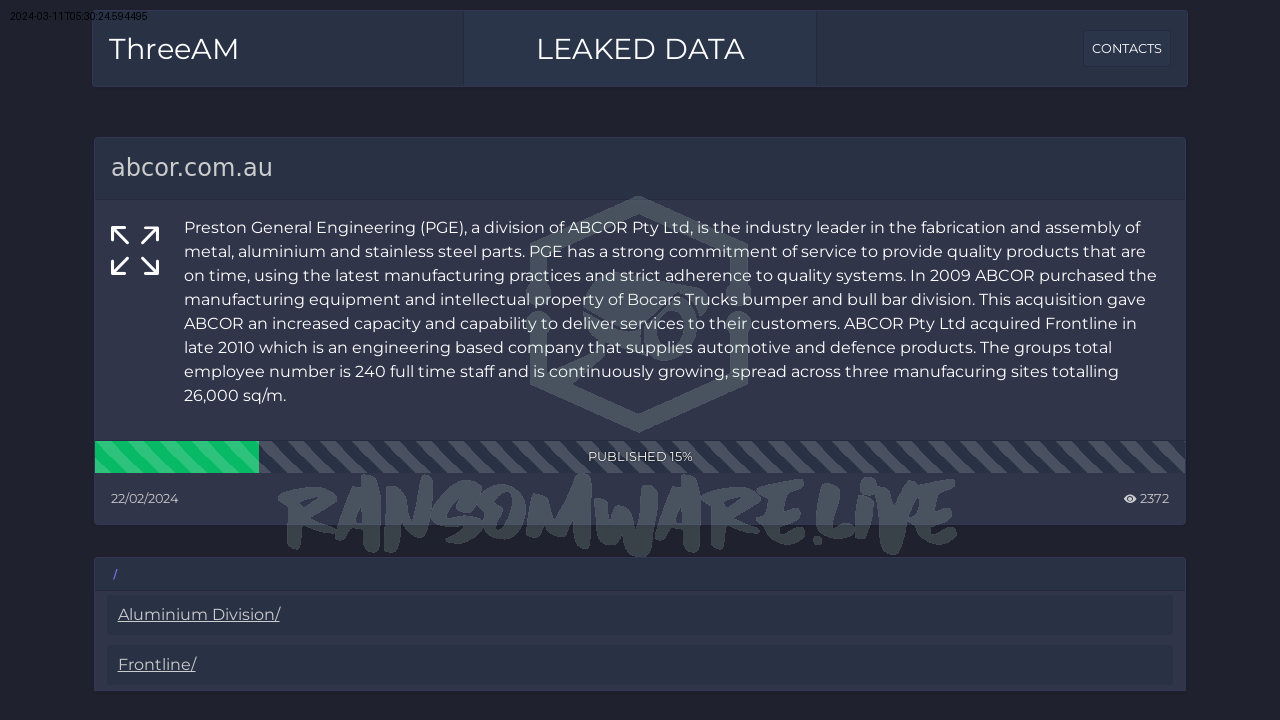 2024-03-11T05:30:24.594495
ThreeAM
LEAKED DATA
CONTACTS
abcor.com.au
Preston General Engineering (PGE), a division of ABCOR Pty Ltd, is the industry leader in the fabrication and assembly of
metal, aluminium and stainless steel parts. PGE has a strong commitment of service to provide quality products that are
on time, using the latest manufacturing practices and strict adherence to quality systems. In 2009 ABCOR purchased the
manufacturing equipment and intellectual property of Bocars Trucks bumper and bull bar division. This acquisition gave
ABCOR an increased capacity and capability to deliver services to their customers. ABCOR Pty Ltd acquired Frontline in
late 2010 which is an engineering based company that supplies automotive and defence products. The groups total
employee number is 240 full time staff and is continuously growing, spread across three manufacuring sites totalling
26,000 sq/m.
PUBLISHED 15%
22/02/2024
2372
RANSOMWARE.LIVE
/
Aluminium Division/
Frontline/